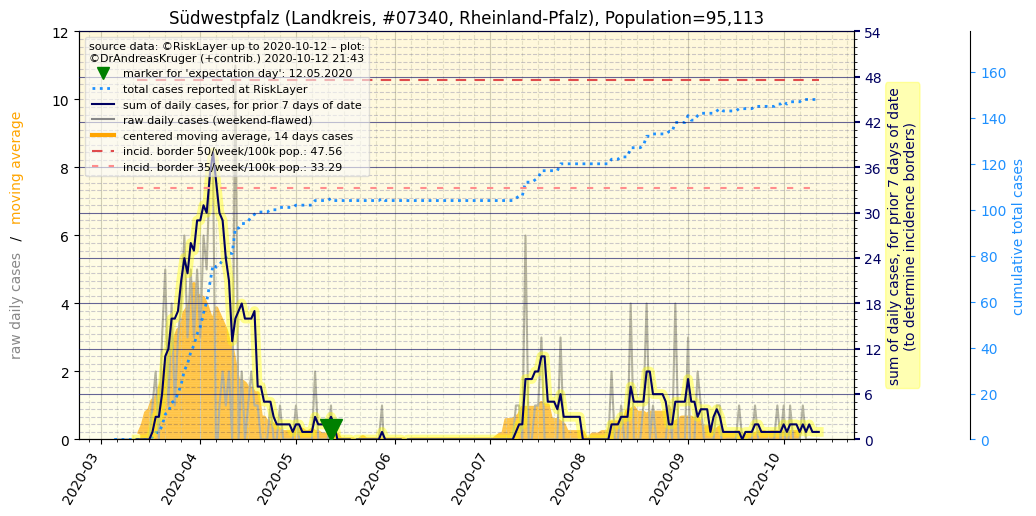 Südwestpfalz (Landkreis, #07340, Rheinland-Pfalz), Population=95,113
source data: ©RiskLayer up to 2020-10-12 – plot:
©DrAndreasKruger (+contrib.) 2020-10-12 21:43
marker for 'expectation day': 12.05.2020
total cases reported at RiskLayer
sum of daily cases, for prior 7 days of date
raw daily cases (weekend-flawed)
centered moving average, 14 days cases
incid. border 50/week/100k pop.: 47.56
incid. border 35/week/100k pop.: 33.29
raw daily cases / moving average
12
10
8
6
4
2
0
54
48
42
36
30
24
18
12
6
0
sum of daily cases, for prior 7 days of date
(to determine incidence borders)
160
140
120
100
80
60
40
20
0
cumulative total cases
2020-03
2020-04
2020-05
2020-06
2020-07
2020-08
2020-09
2020-10